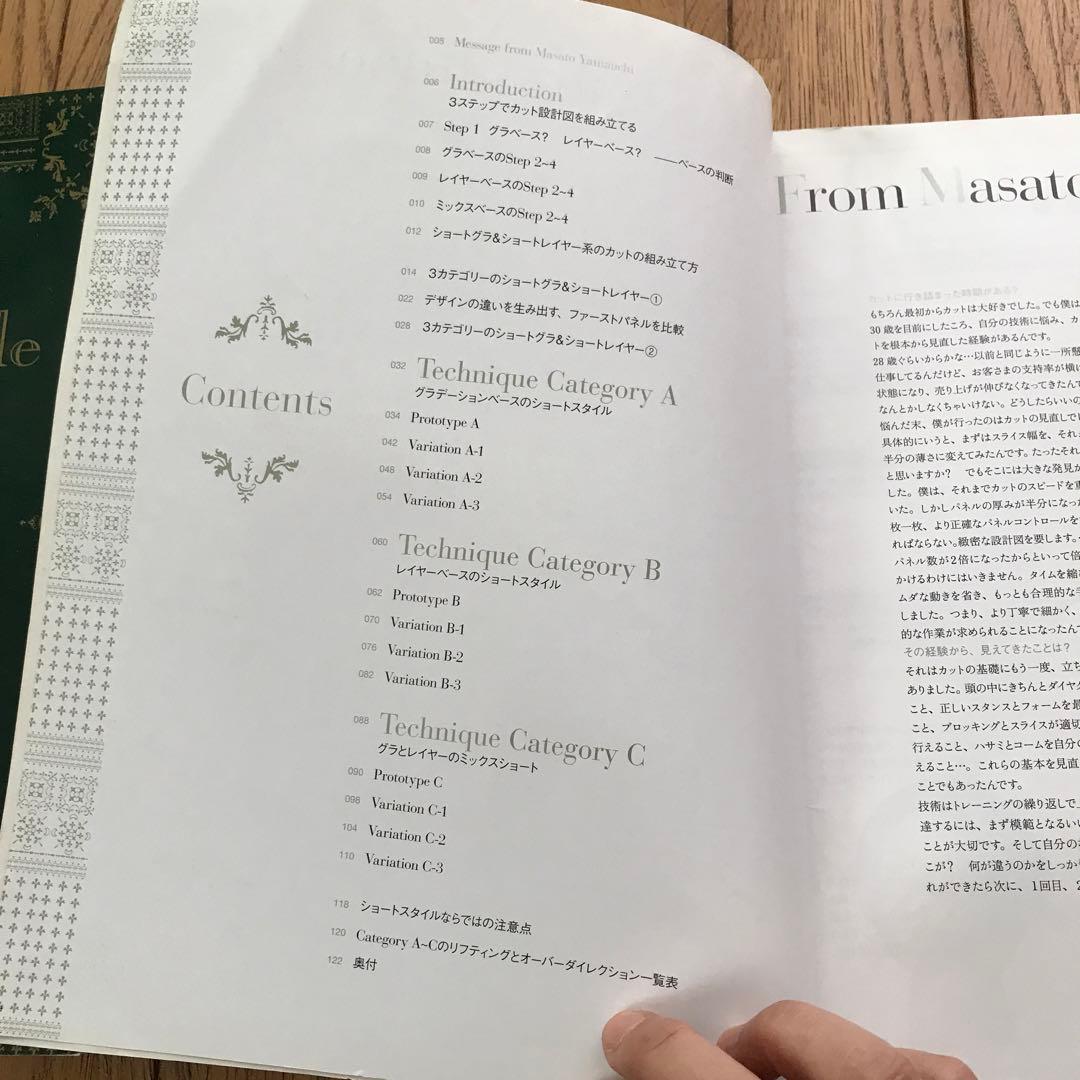 le
Contents
005 Message from Masato Yamauchi
006 Introduction
3ステップでカット設計図を組み立てる
007 Step 1 グラベース? レイヤーベース? ――ベースの判断
008 グラベースのStep 2~4
009 レイヤーベースのStep 2~4
010 ミックスベースのStep 2~4
012 ショートグラ&ショートレイヤー系のカットの組み立て方
014 3カテゴリーのショートグラ&ショートレイヤー①
022 デザインの違いを生み出す、ファーストパネルを比較
028 3カテゴリーのショートグラ&ショートレイヤー②
032 Technique Category A
グラデーションベースのショートスタイル
034 Prototype A
042 Variation A-1
048 Variation A-2
054 Variation A-3
060 Technique Category B
レイヤーベースのショートスタイル
062 Prototype B
070 Variation B-1
076 Variation B-2
082 Variation B-3
088 Technique Category C
グラとレイヤーのミックスショート
090 Prototype C
098 Variation C-1
104 Variation C-2
110 Variation C-3
118 ショートスタイルならではの注意点
120 Category A~Cのリフティングとオーバーダイレクション一覧表
122 奥付
From Masato
カットに行き詰まった時期がある?
もちろん最初からカットは大好きでした。でも僕は
30歳を目前にしたころ、自分の技術に悩み、カ
トを根本から見直した経験があるんです。
28歳ぐらいからかな…以前と同じように一所懸
仕事してるんだけど、お客さまの支持率が横
状態になり、売り上げが伸びなくなってきたん
なんとかしなくちゃいけない。どうしたらいいの
悩んだ末、僕が行ったのはカットの見直しで
具体的にいうと、まずはスライス幅を、それ
半分の薄さに変えてみたんです。たったそれ
と思いますか? でもそこには大きな発見か
した。僕は、それまでカットのスピードを重
いた。しかしパネルの厚みが半分になった
枚一枚、より正確なパネルコントロールを
ればならない。緻密な設計図を要します。
パネル数が2倍になったからといって倍
かけるわけにはいきません。タイムを縮
ムダな動きを省き、もっとも合理的な
しました。つまり、より丁寧で細かく、
的な作業が求められることになったん
その経験から、見えてきたことは?
それはカットの基礎にもう一度、立ち
ありました。頭の中にきちんとダイヤ
こと、正しいスタンスとフォームを最
こと、ブロッキングとスライスが適切
行えること、ハサミとコームを自分
えること…。これらの基本を見直
ことでもあったんです。
技術はトレーニングの繰り返しで上
達するには、まず模範となるいい
ことが大切です。そして自分の
こが? 何が違うのかをしっか
れができたら次に、1回目、2